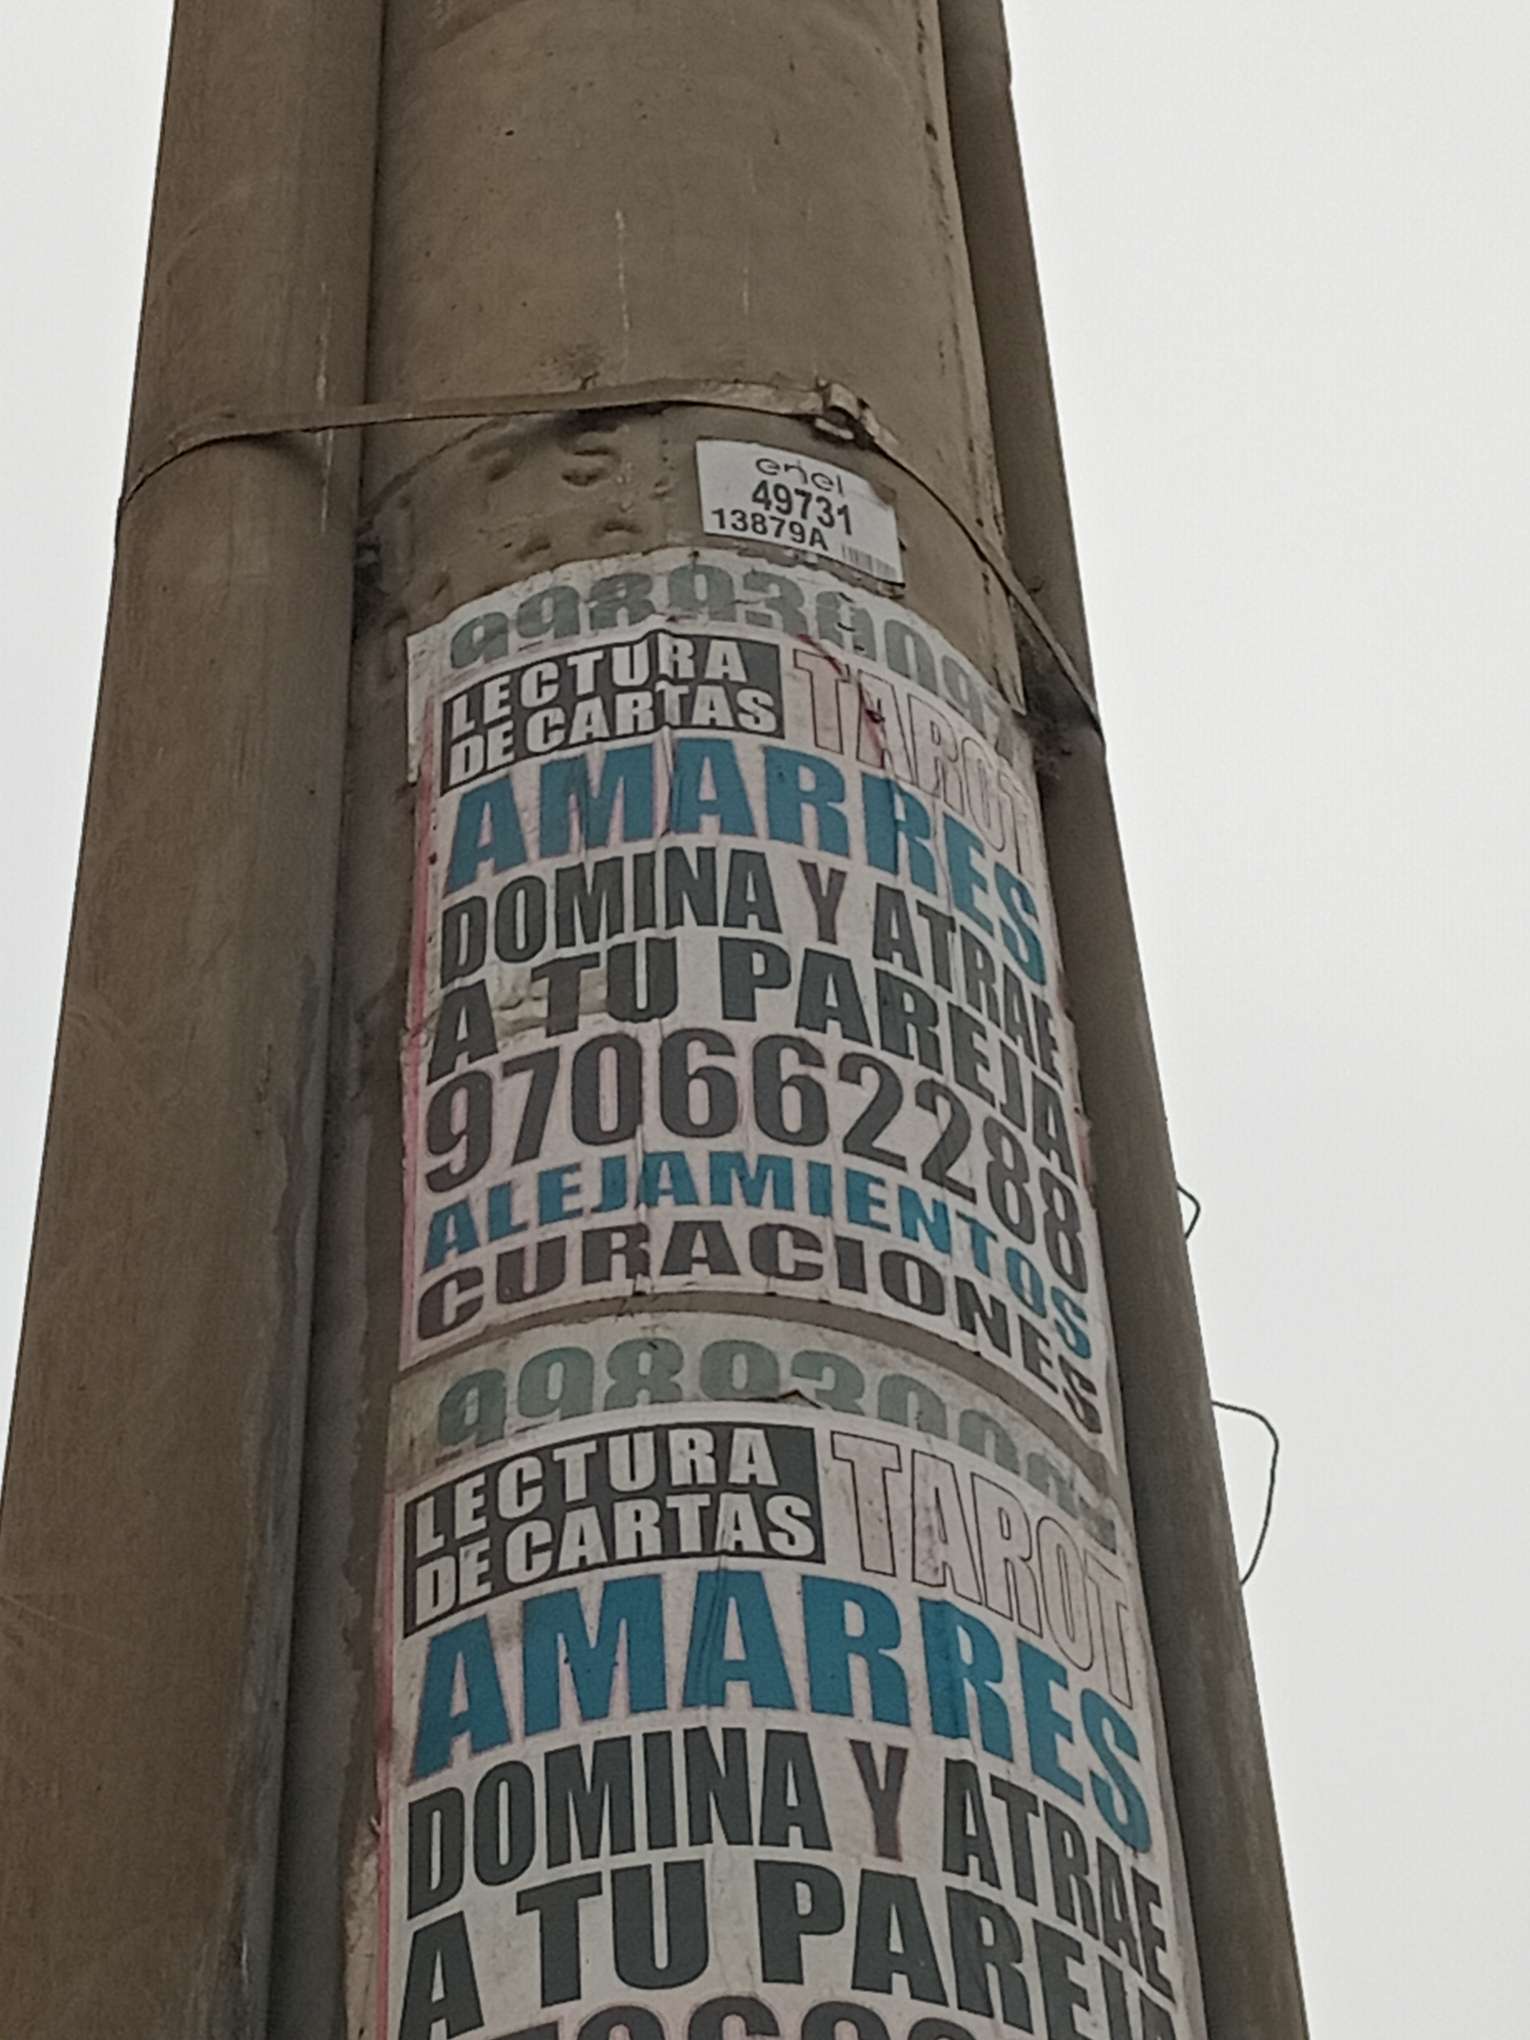 enel
49731
13879A
LECTURA
DE CARTAS
TAROT
AMARRES
DOMINA Y ATRAE
A TU PAREJA
970662288
ALEJAMIENTOS
CURACIONES
LECTURA
DE CARTAS
TAROT
AMARRES
DOMINA Y ATRAE
A TU PAREJA